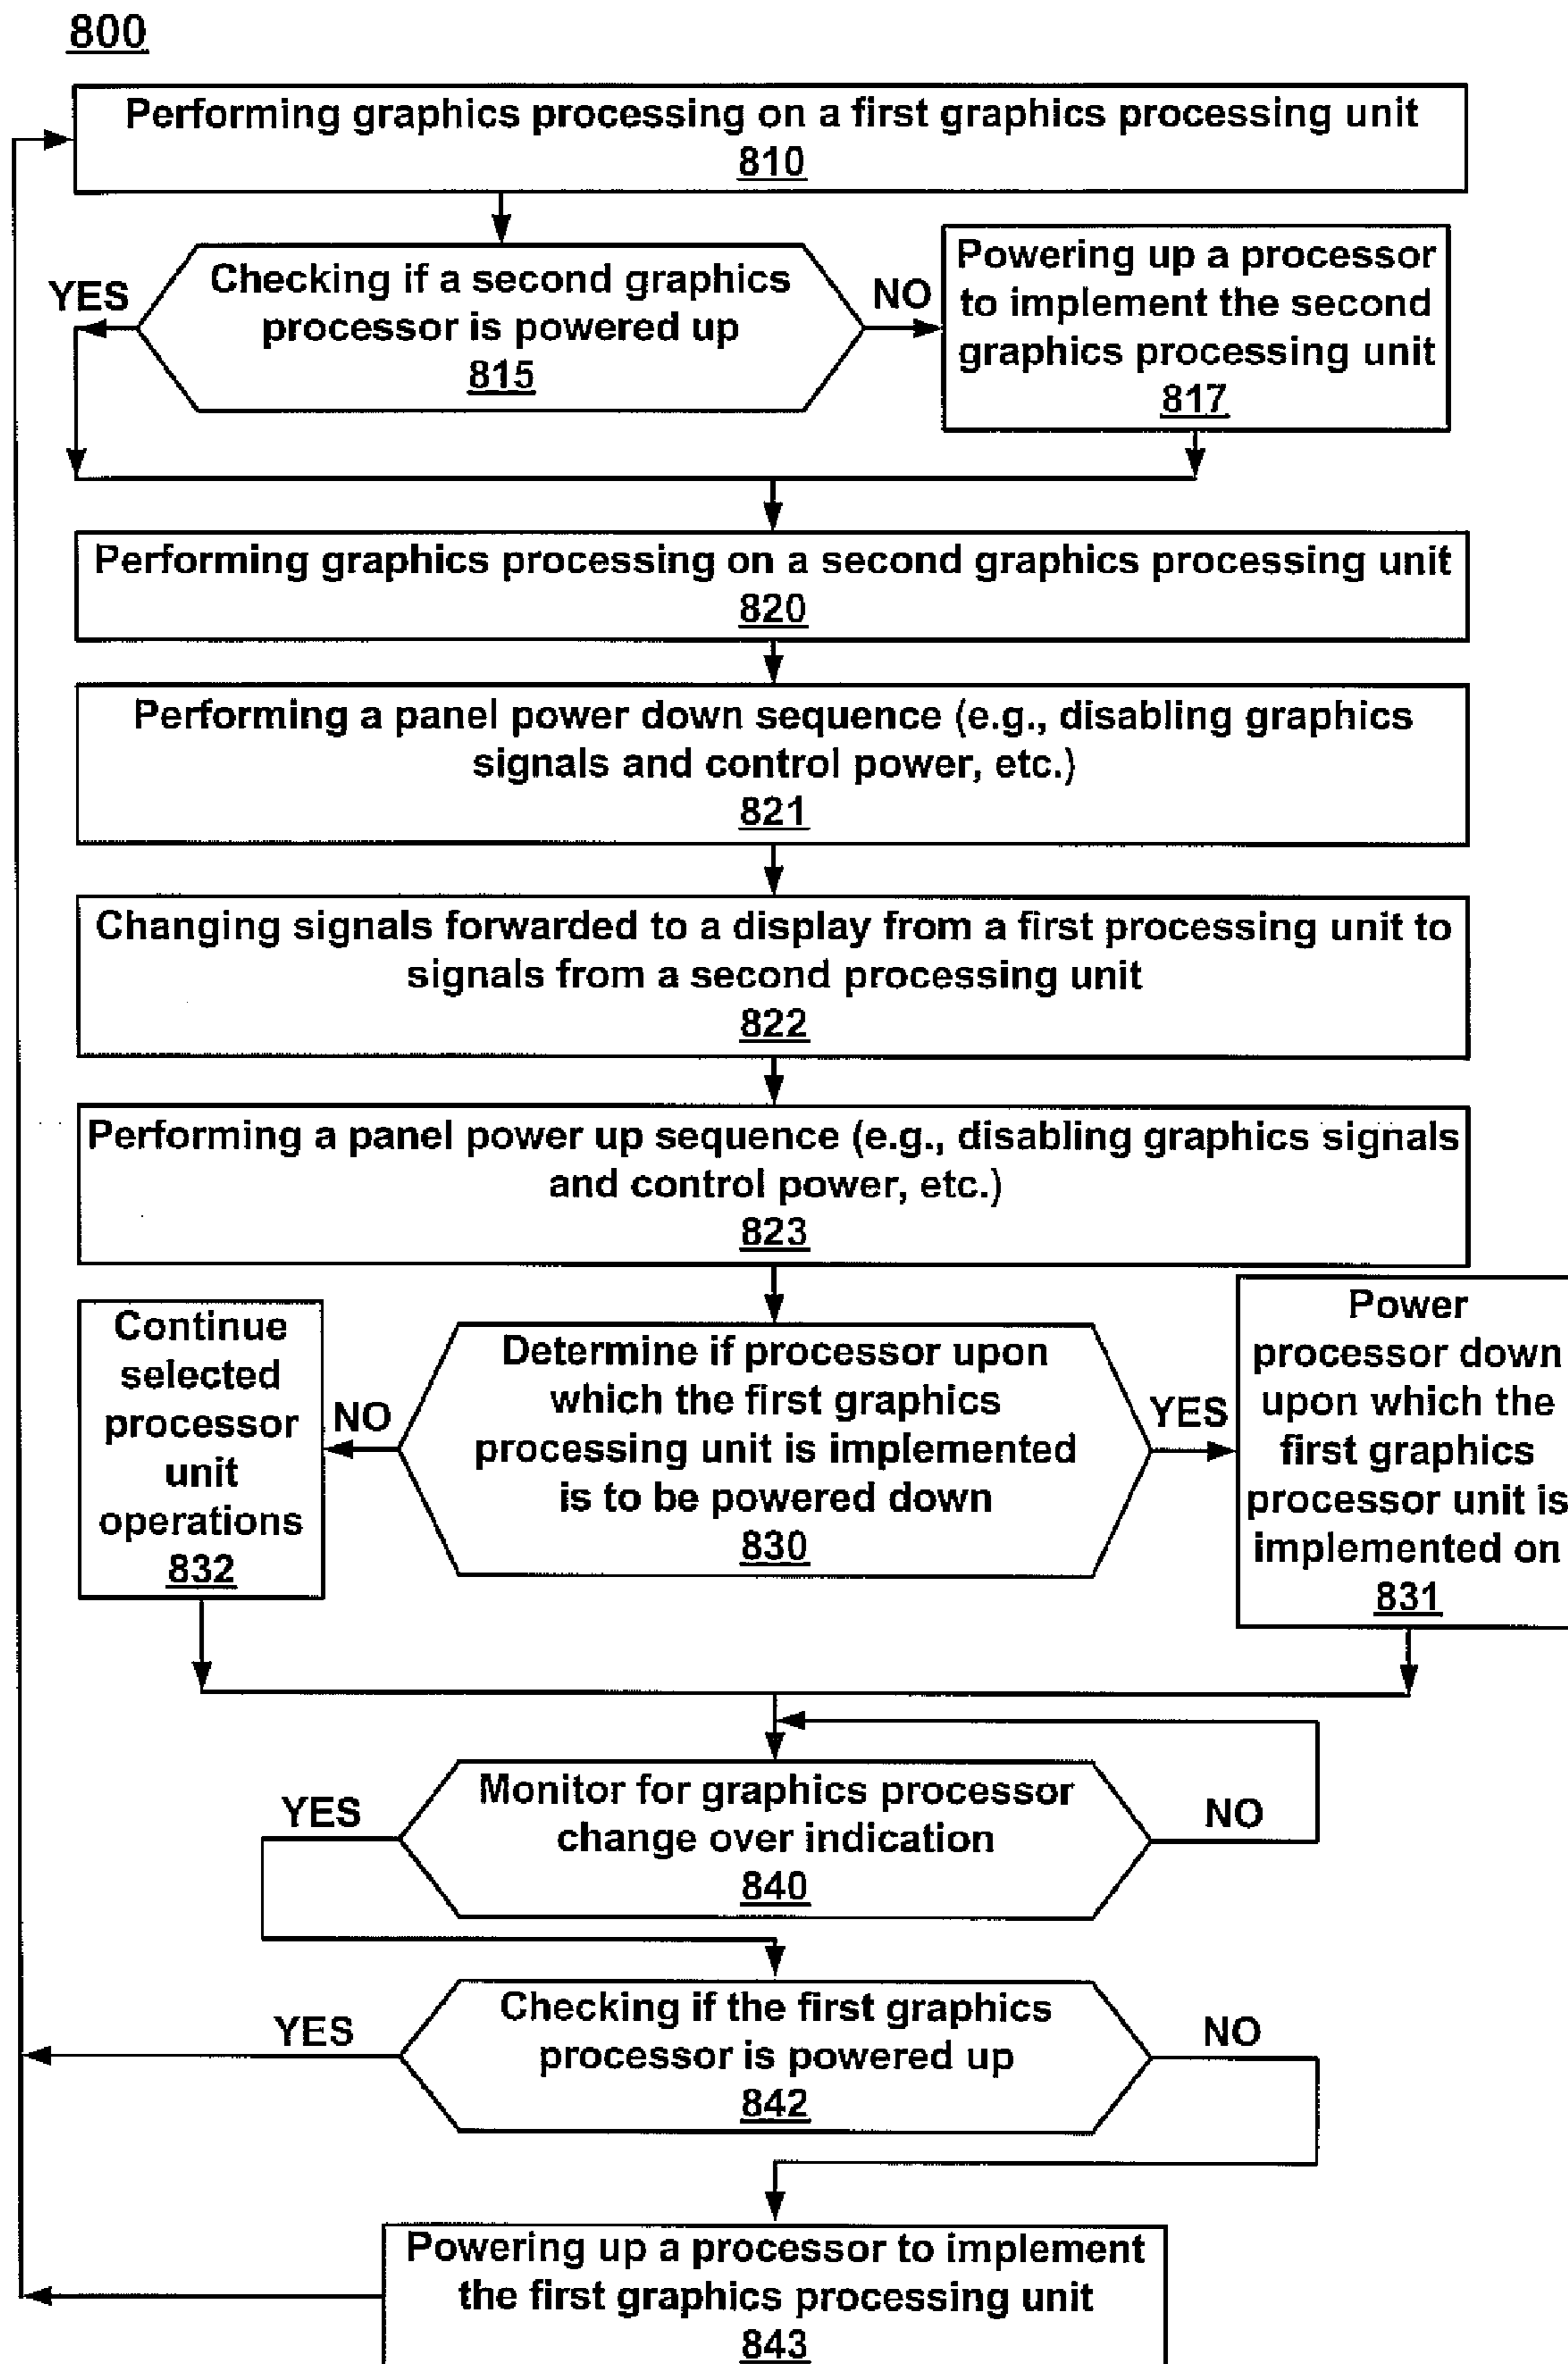 800
Performing graphics processing on a first graphics processing unit
810
Checking if a second graphics
processor is powered up
815
YES
NO
Powering up a processor
to implement the second
graphics processing unit
817
Performing graphics processing on a second graphics processing unit
820
Performing a panel power down sequence (e.g., disabling graphics
signals and control power, etc.)
821
Changing signals forwarded to a display from a first processing unit to
signals from a second processing unit
822
Performing a panel power up sequence (e.g., disabling graphics signals
and control power, etc.)
823
Continue
selected
processor
unit
operations
832
NO
Determine if processor upon
which the first graphics
processing unit is implemented
is to be powered down
830
YES
Power
processor down
upon which the
first graphics
processor unit is
implemented on
831
YES
Monitor for graphics processor
change over indication
840
NO
YES
Checking if the first graphics
processor is powered up
842
NO
Powering up a processor to implement
the first graphics processing unit
843